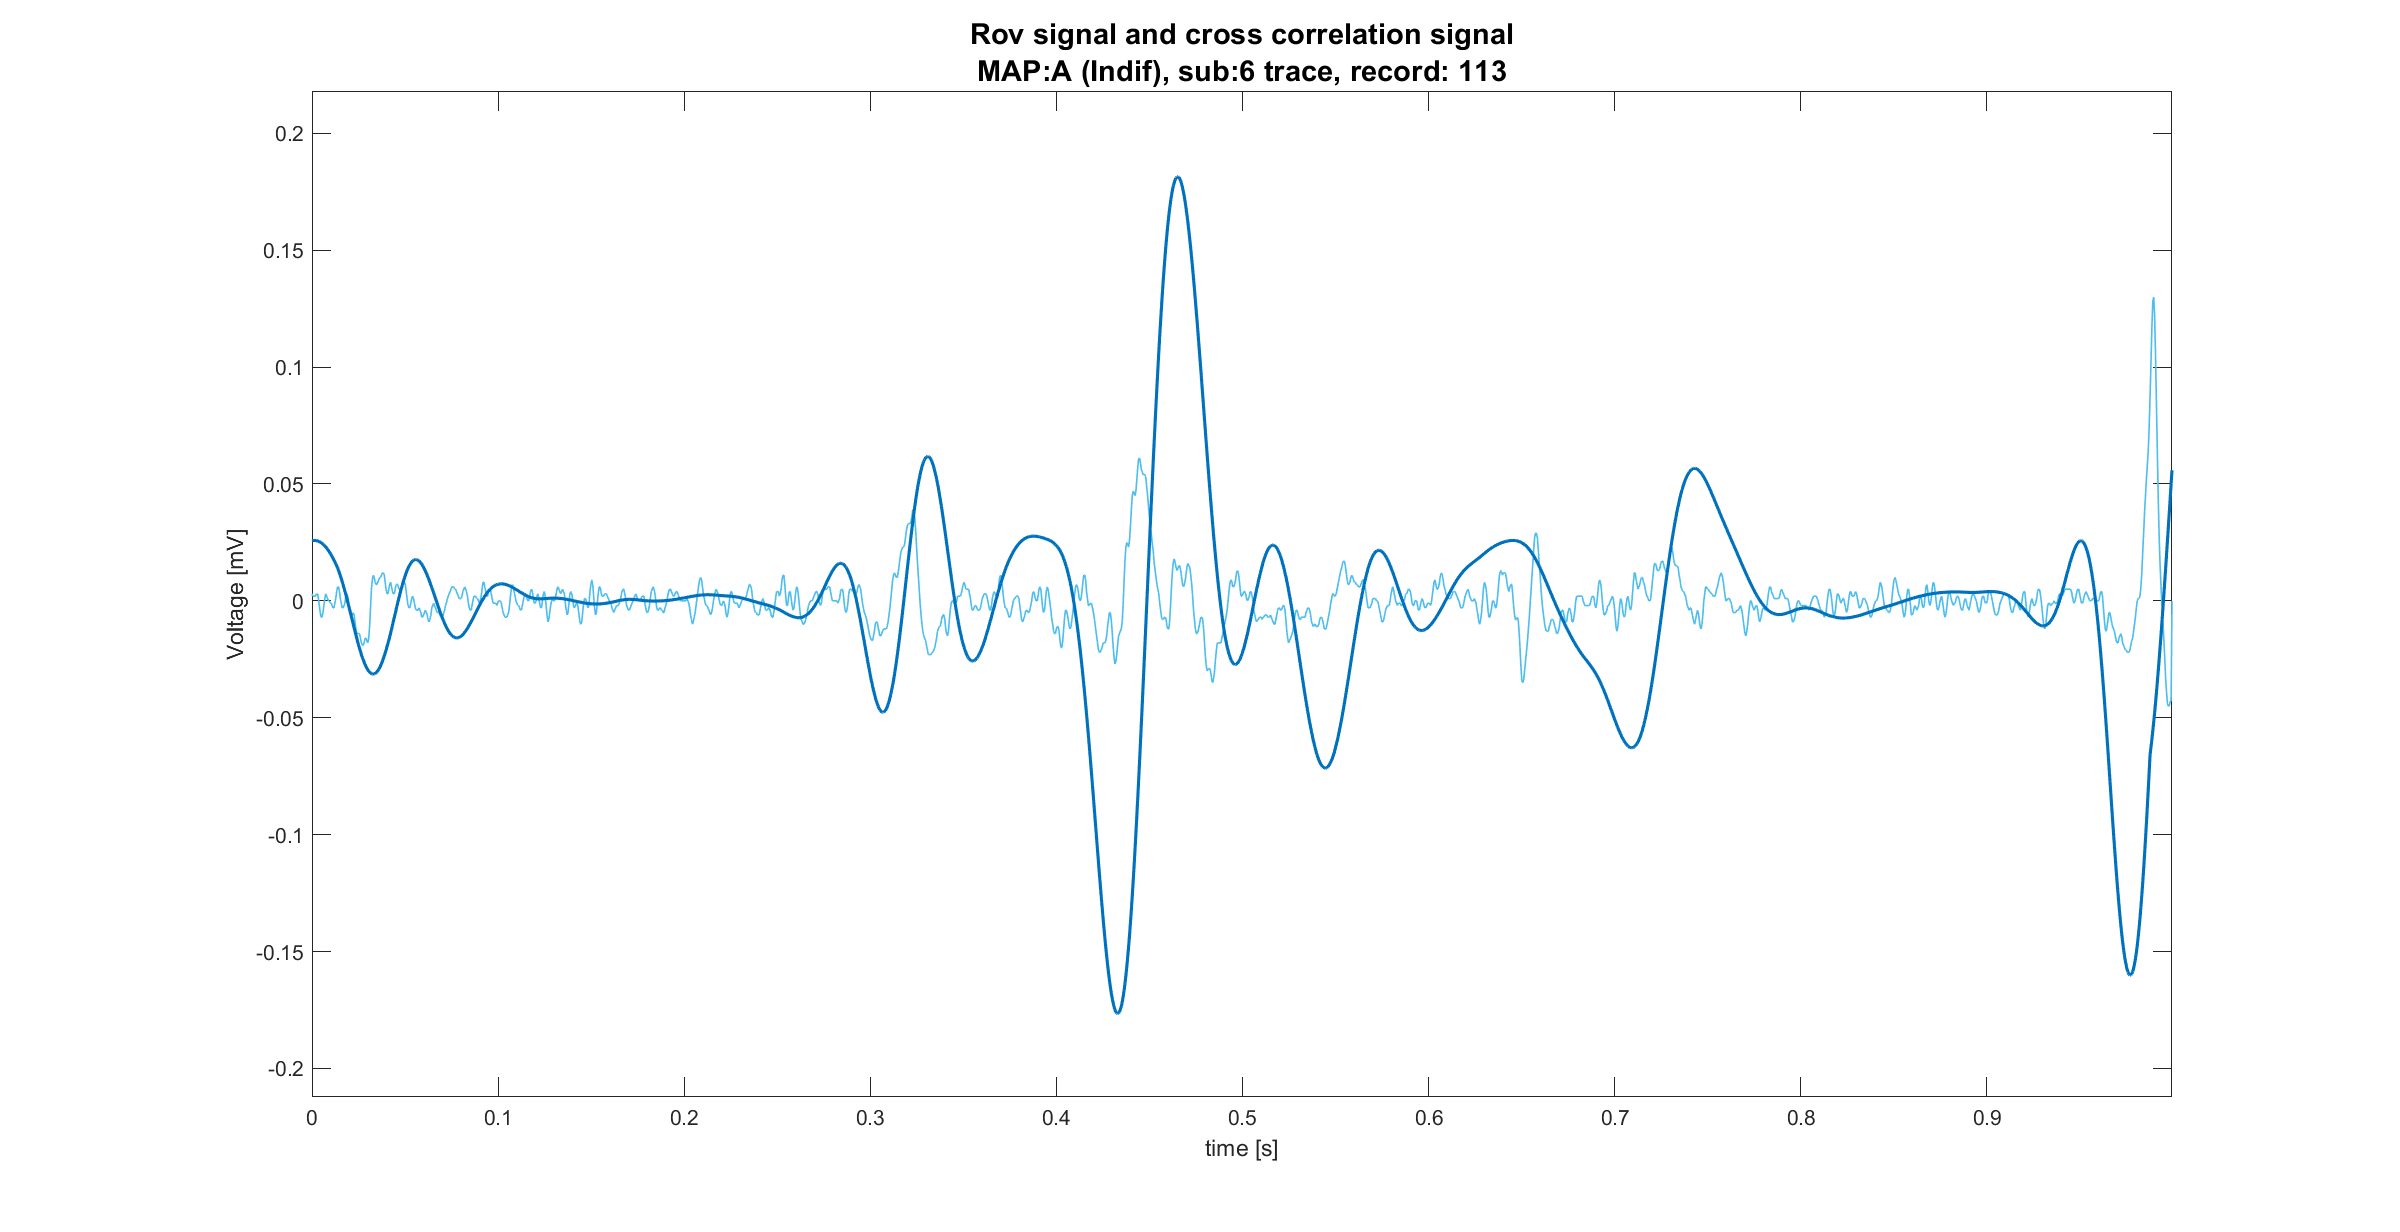 Rov signal and cross correlation signal
MAP:A (Indif), sub:6 trace, record: 113
0.2
0.15
0.1
0.05
0
-0.05
-0.1
-0.15
-0.2
Voltage [mV]
0 0.1 0.2 0.3 0.4 0.5 0.6 0.7 0.8 0.9
time [s]